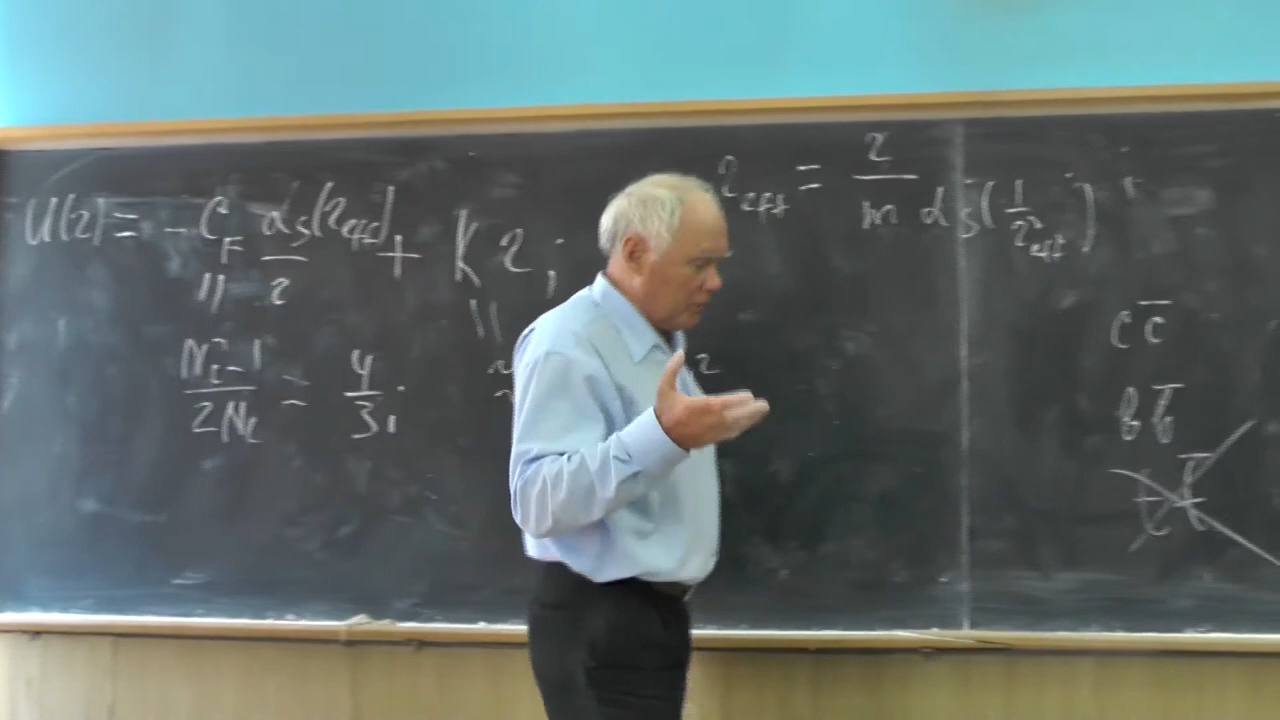 U(r) = - C_F α_s(r_eff)/r + K r ;
r_eff = 2 / (m α_s(1/r_eff)) ;
(N_c² - 1)/(2N_c) = 4/3 ;
c c̄
b b̄
t t̄